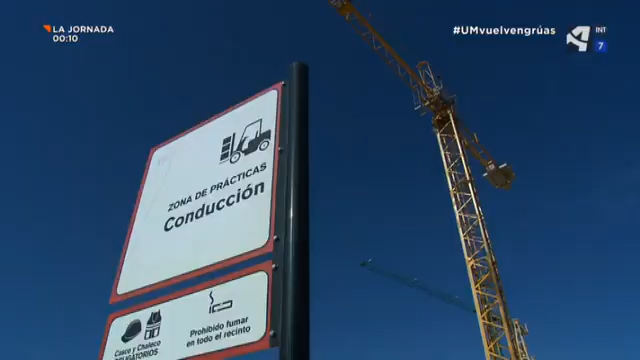 LA JORNADA
00:10
#UMvuelvengrúas
INT
7
ZONA DE PRÁCTICAS
Conducción
Casco y Chaleco
OBLIGATORIOS
Prohibido fumar
en todo el recinto